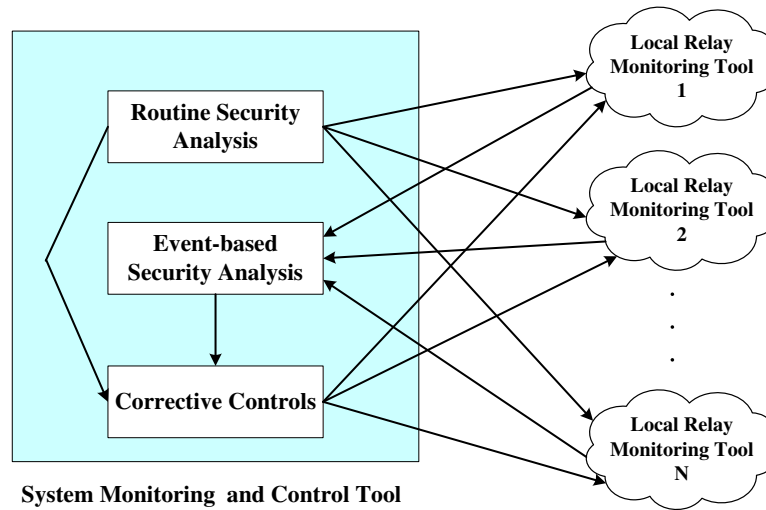 Routine Security
Analysis
Event-based
Security Analysis
Corrective Controls
System Monitoring and Control Tool
Local Relay
Monitoring Tool
1
Local Relay
Monitoring Tool
2
.
.
.
Local Relay
Monitoring Tool
N